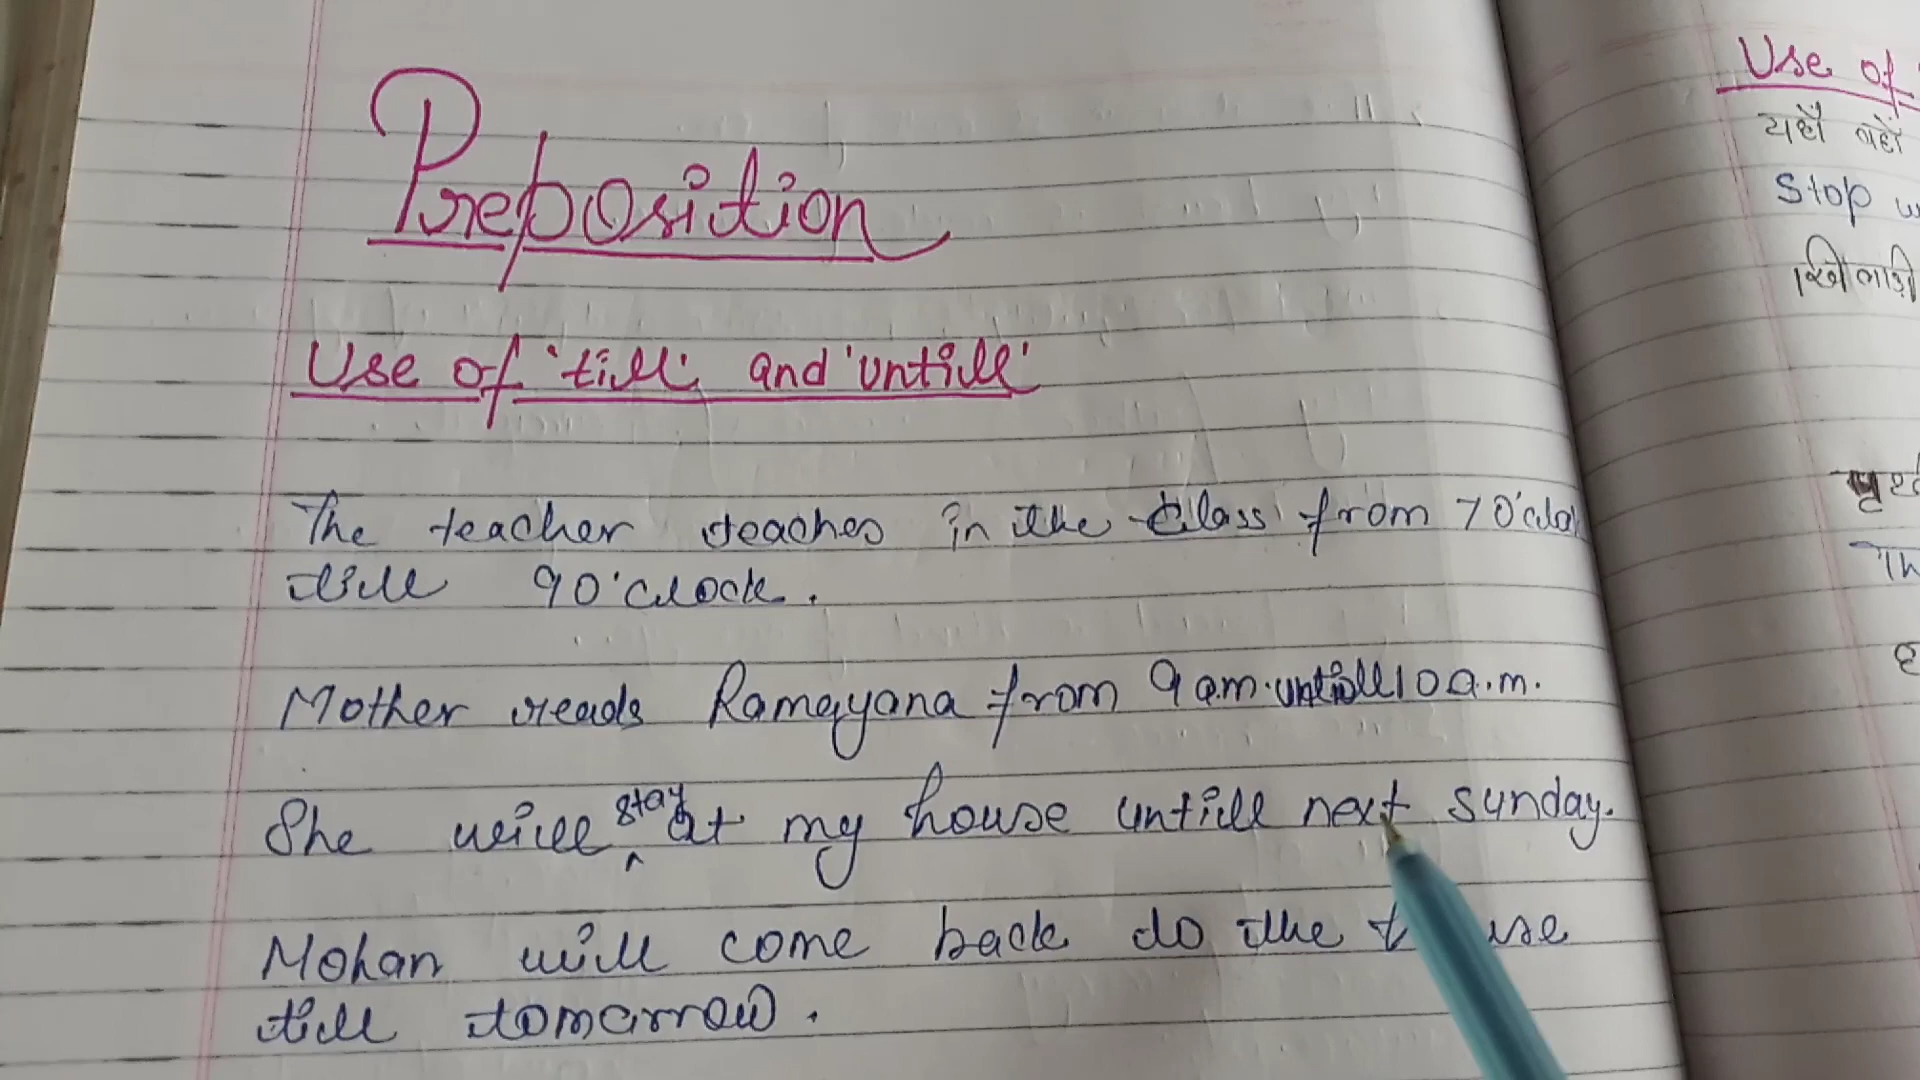 Preposition
Use of 'till' and 'untill'
The teacher teaches in the class from 7 O'cloc
till 9 O'clock.
Mother reads Ramayana from 9 a.m. untill 10 a.m.
She will stay at my house untill next sunday.
Mohan will come back to the
till tomorrow.
Use of
यहाँ वहाँ
Stop
Th